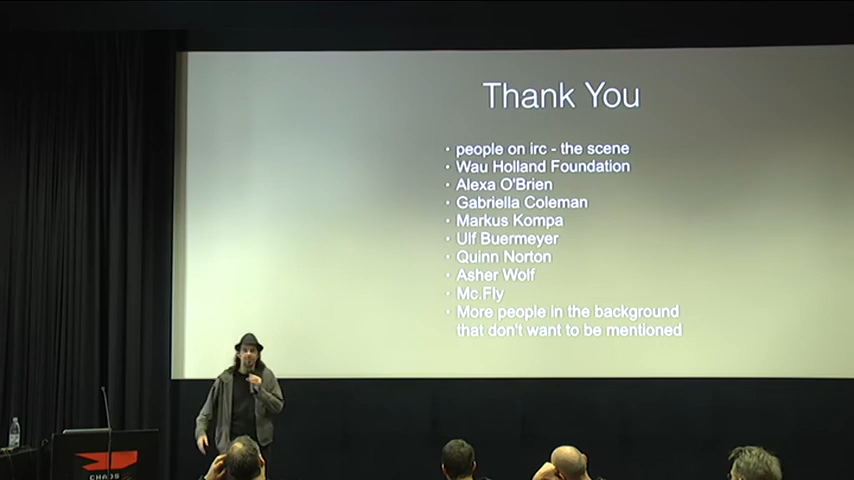 Thank You
• people on irc - the scene
• Wau Holland Foundation
• Alexa O'Brien
• Gabriella Coleman
• Markus Kompa
• Ulf Buermeyer
• Quinn Norton
• Asher Wolf
• Mc.Fly
• More people in the background
that don't want to be mentioned
CHAOS